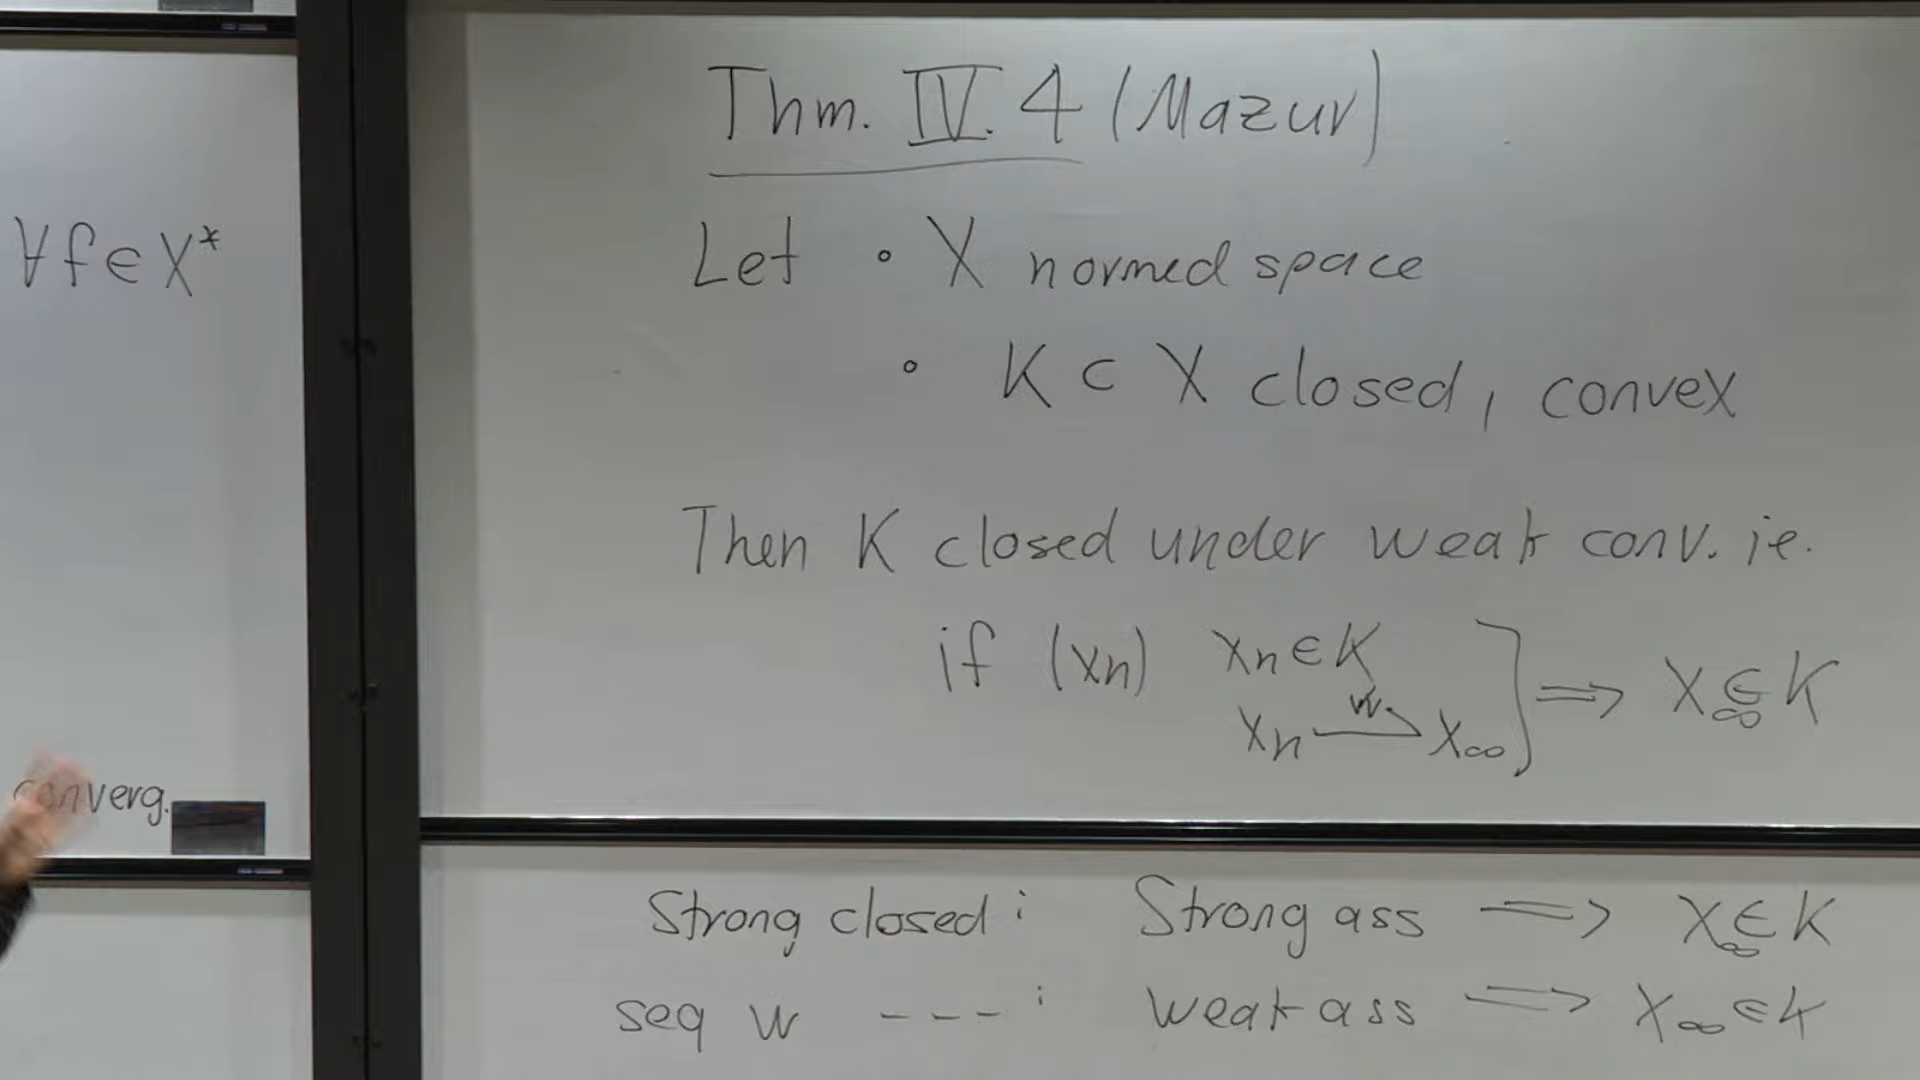 ∀ f ∈ X*
converg.
Thm. IV. 4 (Mazur)
Let • X normed space
• K ⊂ X closed, convex
Then K closed under weak conv. ie.
if (xn) xn ∈ K
xn ⇀ʷ x∞ ] ⟹ x∞ ∈ K
Strong closed : Strong ass ⟹ x∞ ∈ K
seq w --- : weak ass ⟹ x∞ ∈ K